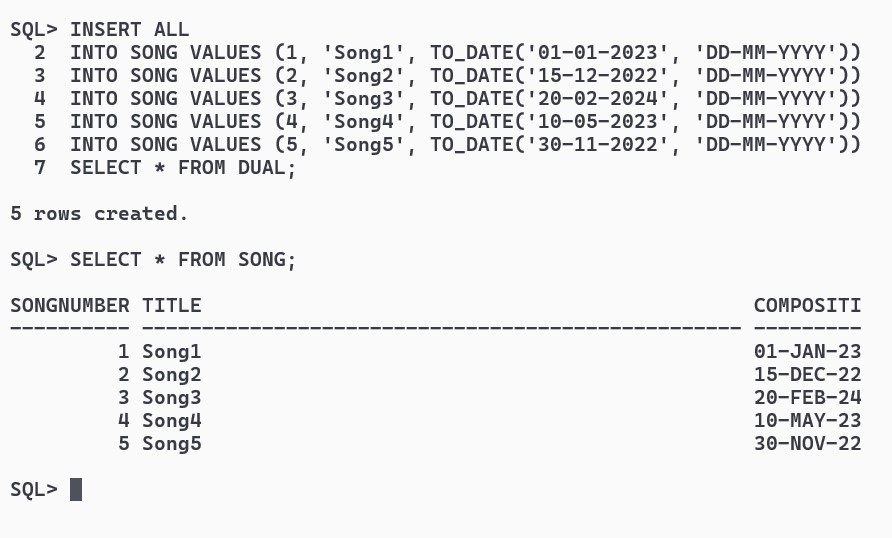 SQL> INSERT ALL
  2  INTO SONG VALUES (1, 'Song1', TO_DATE('01-01-2023', 'DD-MM-YYYY'))
  3  INTO SONG VALUES (2, 'Song2', TO_DATE('15-12-2022', 'DD-MM-YYYY'))
  4  INTO SONG VALUES (3, 'Song3', TO_DATE('20-02-2024', 'DD-MM-YYYY'))
  5  INTO SONG VALUES (4, 'Song4', TO_DATE('10-05-2023', 'DD-MM-YYYY'))
  6  INTO SONG VALUES (5, 'Song5', TO_DATE('30-11-2022', 'DD-MM-YYYY'))
  7  SELECT * FROM DUAL;

5 rows created.

SQL> SELECT * FROM SONG;

SONGNUMBER TITLE                                              COMPOSITI
---------- -------------------------------------------------- ---------
         1 Song1                                              01-JAN-23
         2 Song2                                              15-DEC-22
         3 Song3                                              20-FEB-24
         4 Song4                                              10-MAY-23
         5 Song5                                              30-NOV-22

SQL>